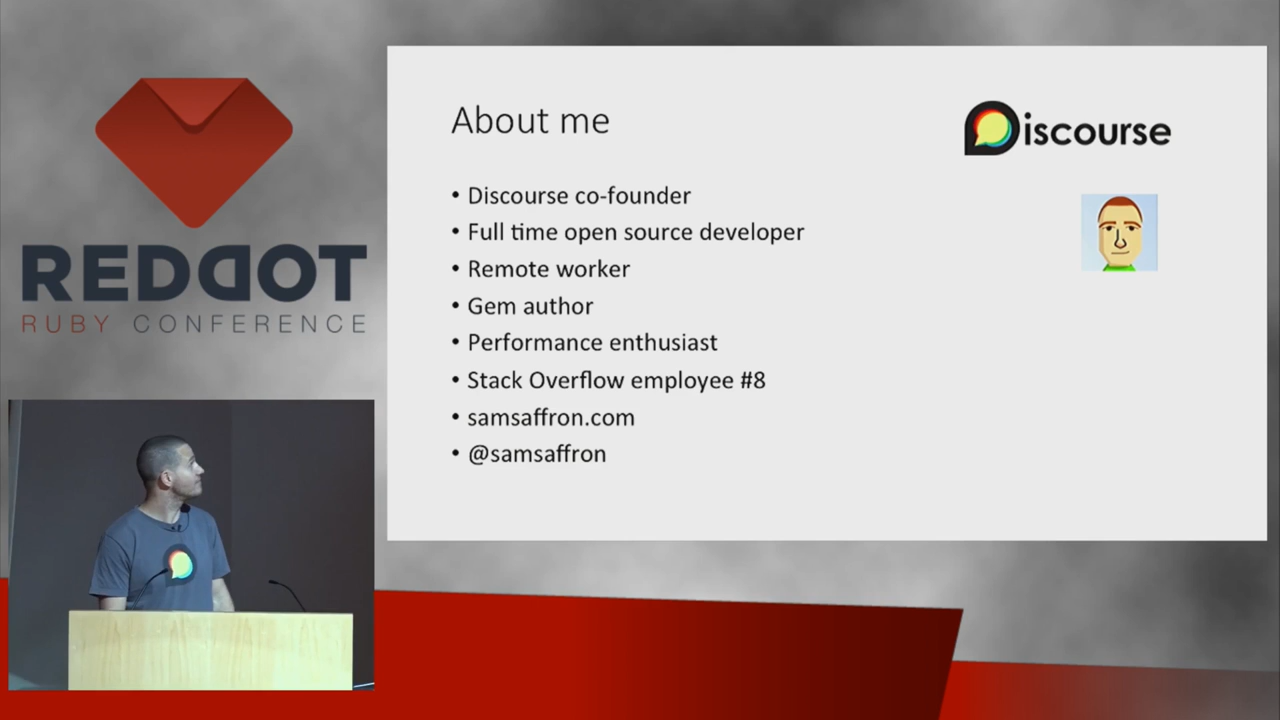 REDDOT
RUBY CONFERENCE
About me
Discourse
• Discourse co-founder
• Full time open source developer
• Remote worker
• Gem author
• Performance enthusiast
• Stack Overflow employee #8
• samsaffron.com
• @samsaffron